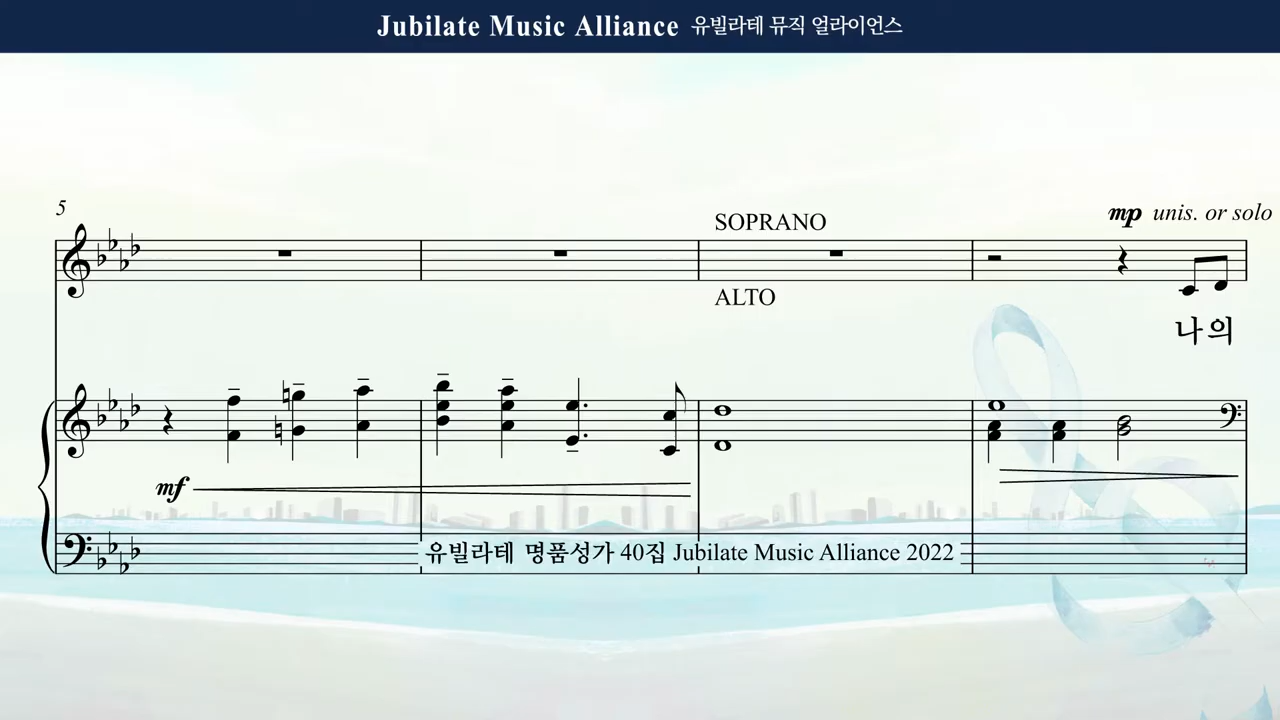 Jubilate Music Alliance 유빌라테 뮤직 얼라이언스
5
SOPRANO
mp unis. or solo
ALTO
나의
mf
유빌라테 명품성가 40집 Jubilate Music Alliance 2022